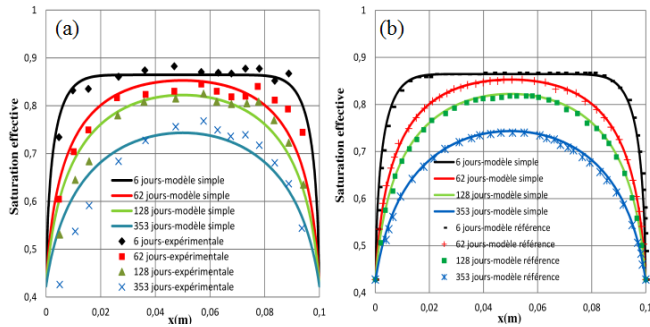 (a)
1
0,9
0,8
0,7
0,6
0,5
0,4
Saturation effective
0
0,02
0,04
0,06
0,08
0,1
x(m)
6 jours-modèle simple
62 jours-modèle simple
128 jours-modèle simple
353 jours-modèle simple
6 jours-expérimentale
62 jours-expérimentale
128 jours-expérimentale
353 jours-expérimentale
(b)
1
0,9
0,8
0,7
0,6
0,5
0,4
Saturation effective
0
0,02
0,04
0,06
0,08
0,1
x(m)
6 jours-modèle simple
62 jours-modèle simple
128 jours-modèle simple
353 jours-modèle simple
6 jours-modèle référence
62 jours-modèle référence
128 jours-modèle référence
353 jours-modèle référence